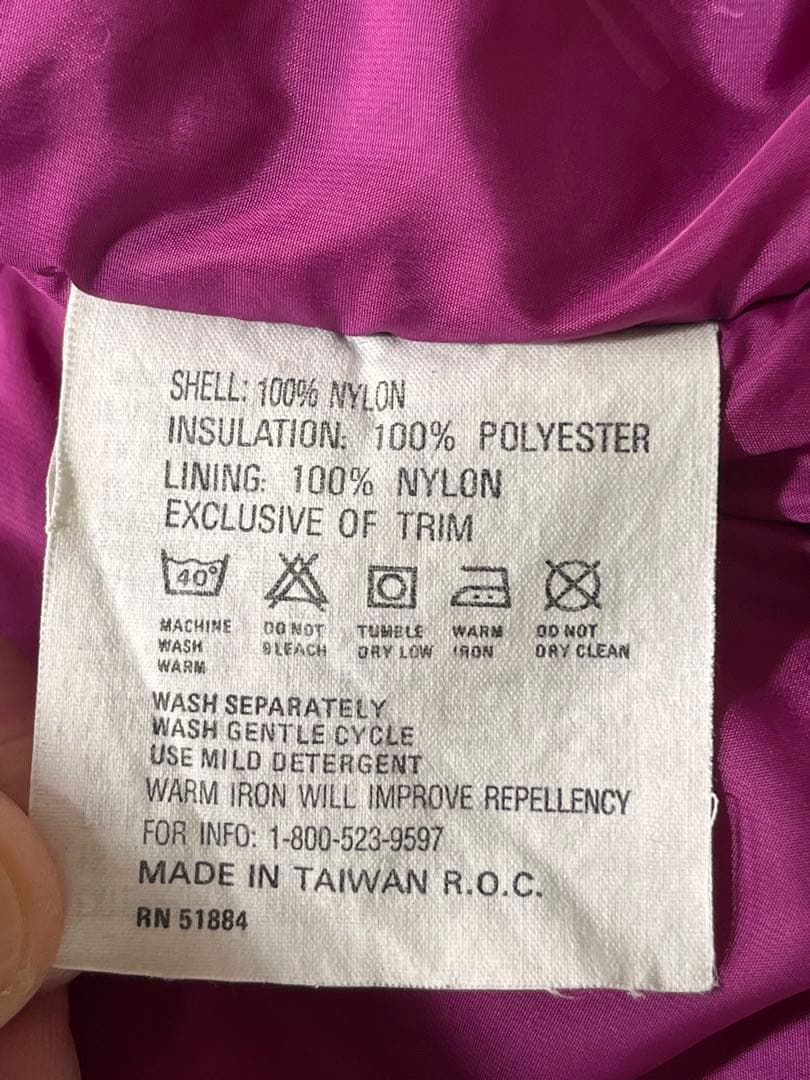 SHELL: 100% NYLON
INSULATION: 100% POLYESTER
LINING: 100% NYLON
EXCLUSIVE OF TRIM
40°
MACHINE WASH WARM
DO NOT BLEACH
TUMBLE DRY LOW
WARM IRON
DO NOT DRY CLEAN
WASH SEPARATELY
WASH GENTLE CYCLE
USE MILD DETERGENT
WARM IRON WILL IMPROVE REPELLENCY
FOR INFO: 1-800-523-9597
MADE IN TAIWAN R.O.C.
RN 51884